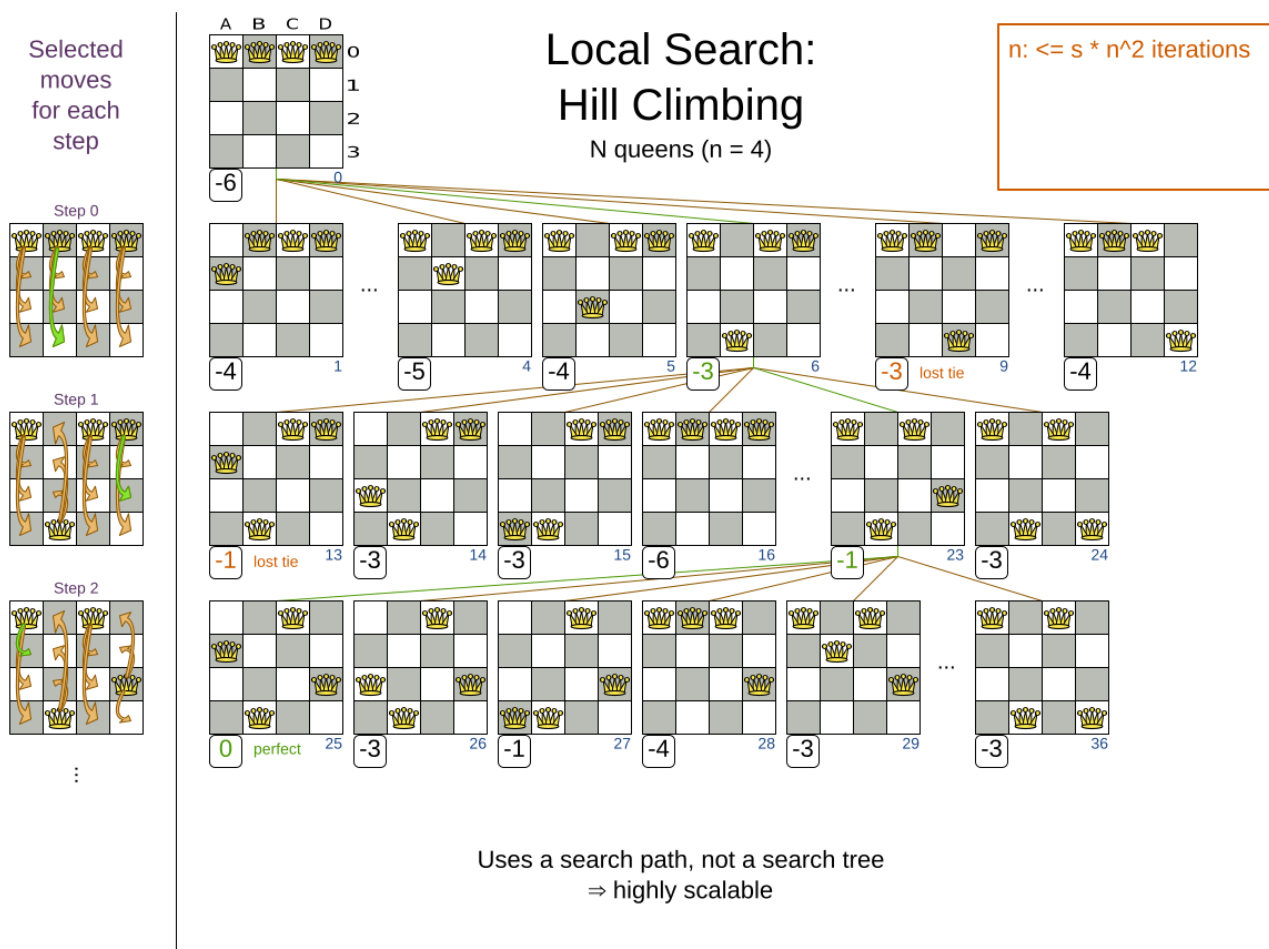 Selected
moves
for each
step
A B C D
0
1
2
3
Local Search:
Hill Climbing
N queens (n = 4)
n: <= s * n^2 iterations
-6
0
Step 0
...
...
...
-4
1
-5
4
-4
5
-3
6
-3
lost tie
9
-4
12
Step 1
...
-1
lost tie
13
-3
14
-3
15
-6
16
-1
23
-3
24
Step 2
...
0
perfect
25
-3
26
-1
27
-4
28
-3
29
-3
36
...
Uses a search path, not a search tree
⇒ highly scalable